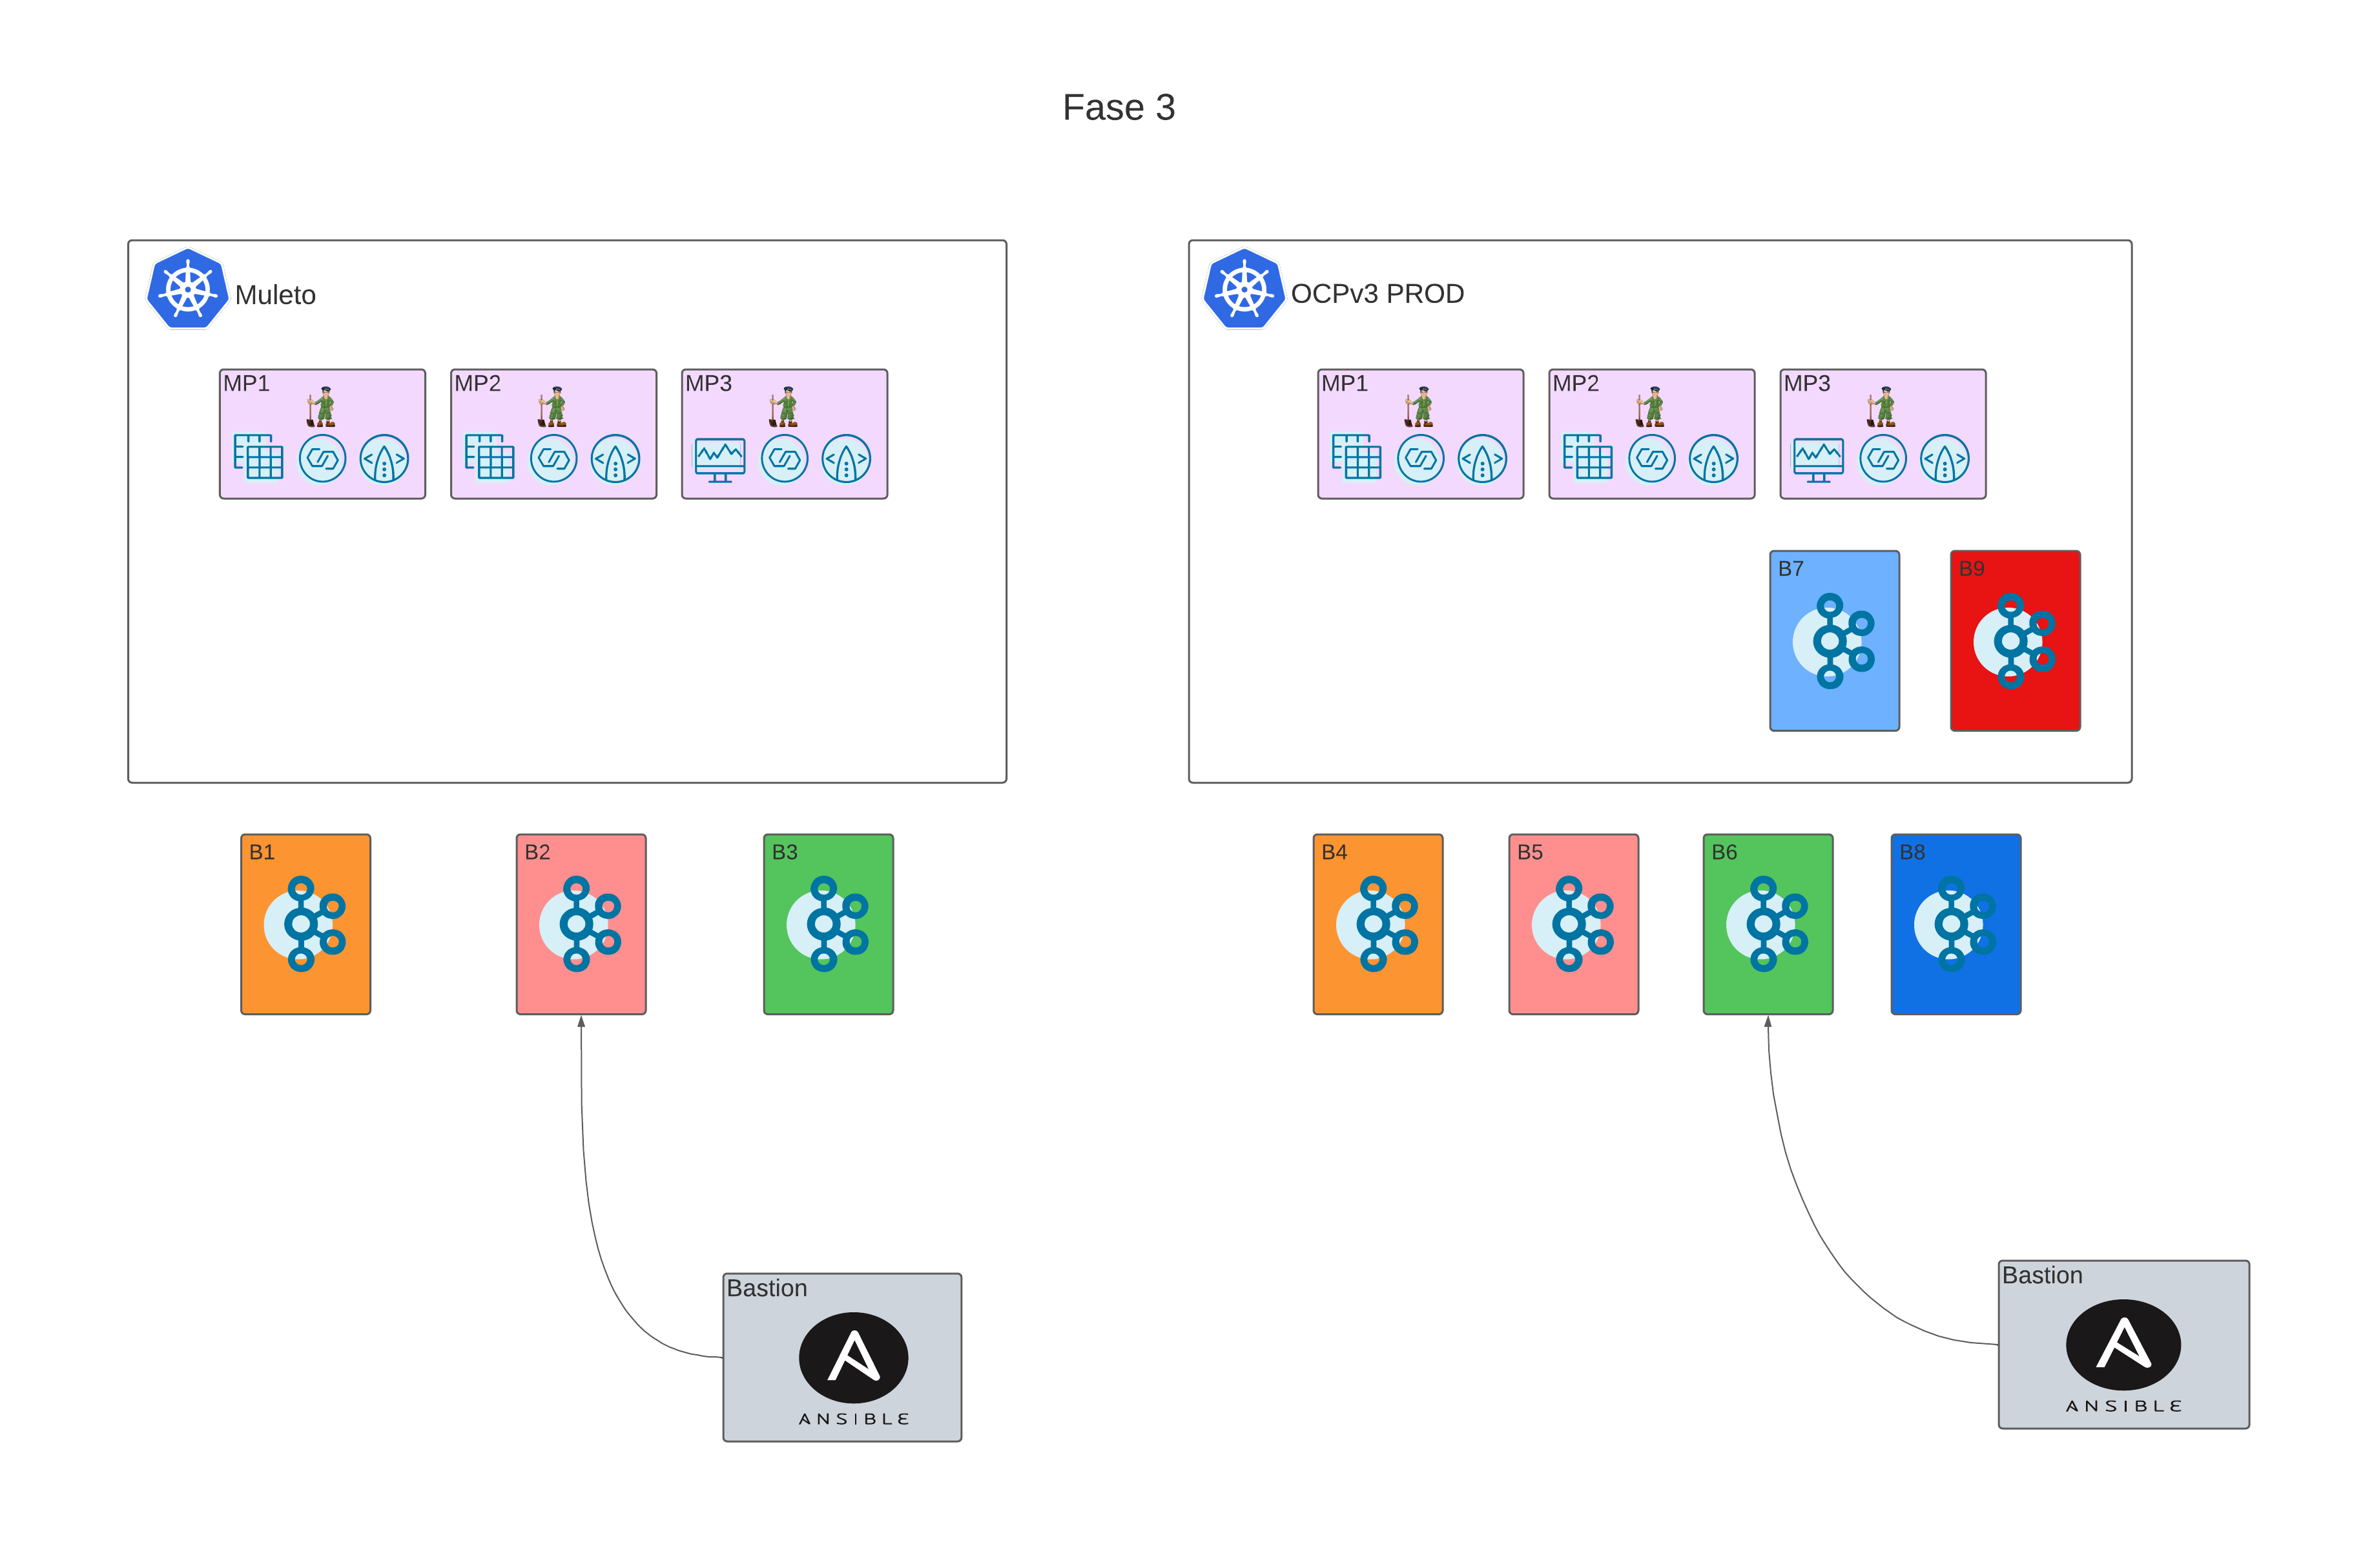 Fase 3
Muleto
MP1
MP2
MP3
B1
B2
B3
Bastion
ANSIBLE
OCPv3 PROD
MP1
MP2
MP3
B7
B9
B4
B5
B6
B8
Bastion
ANSIBLE